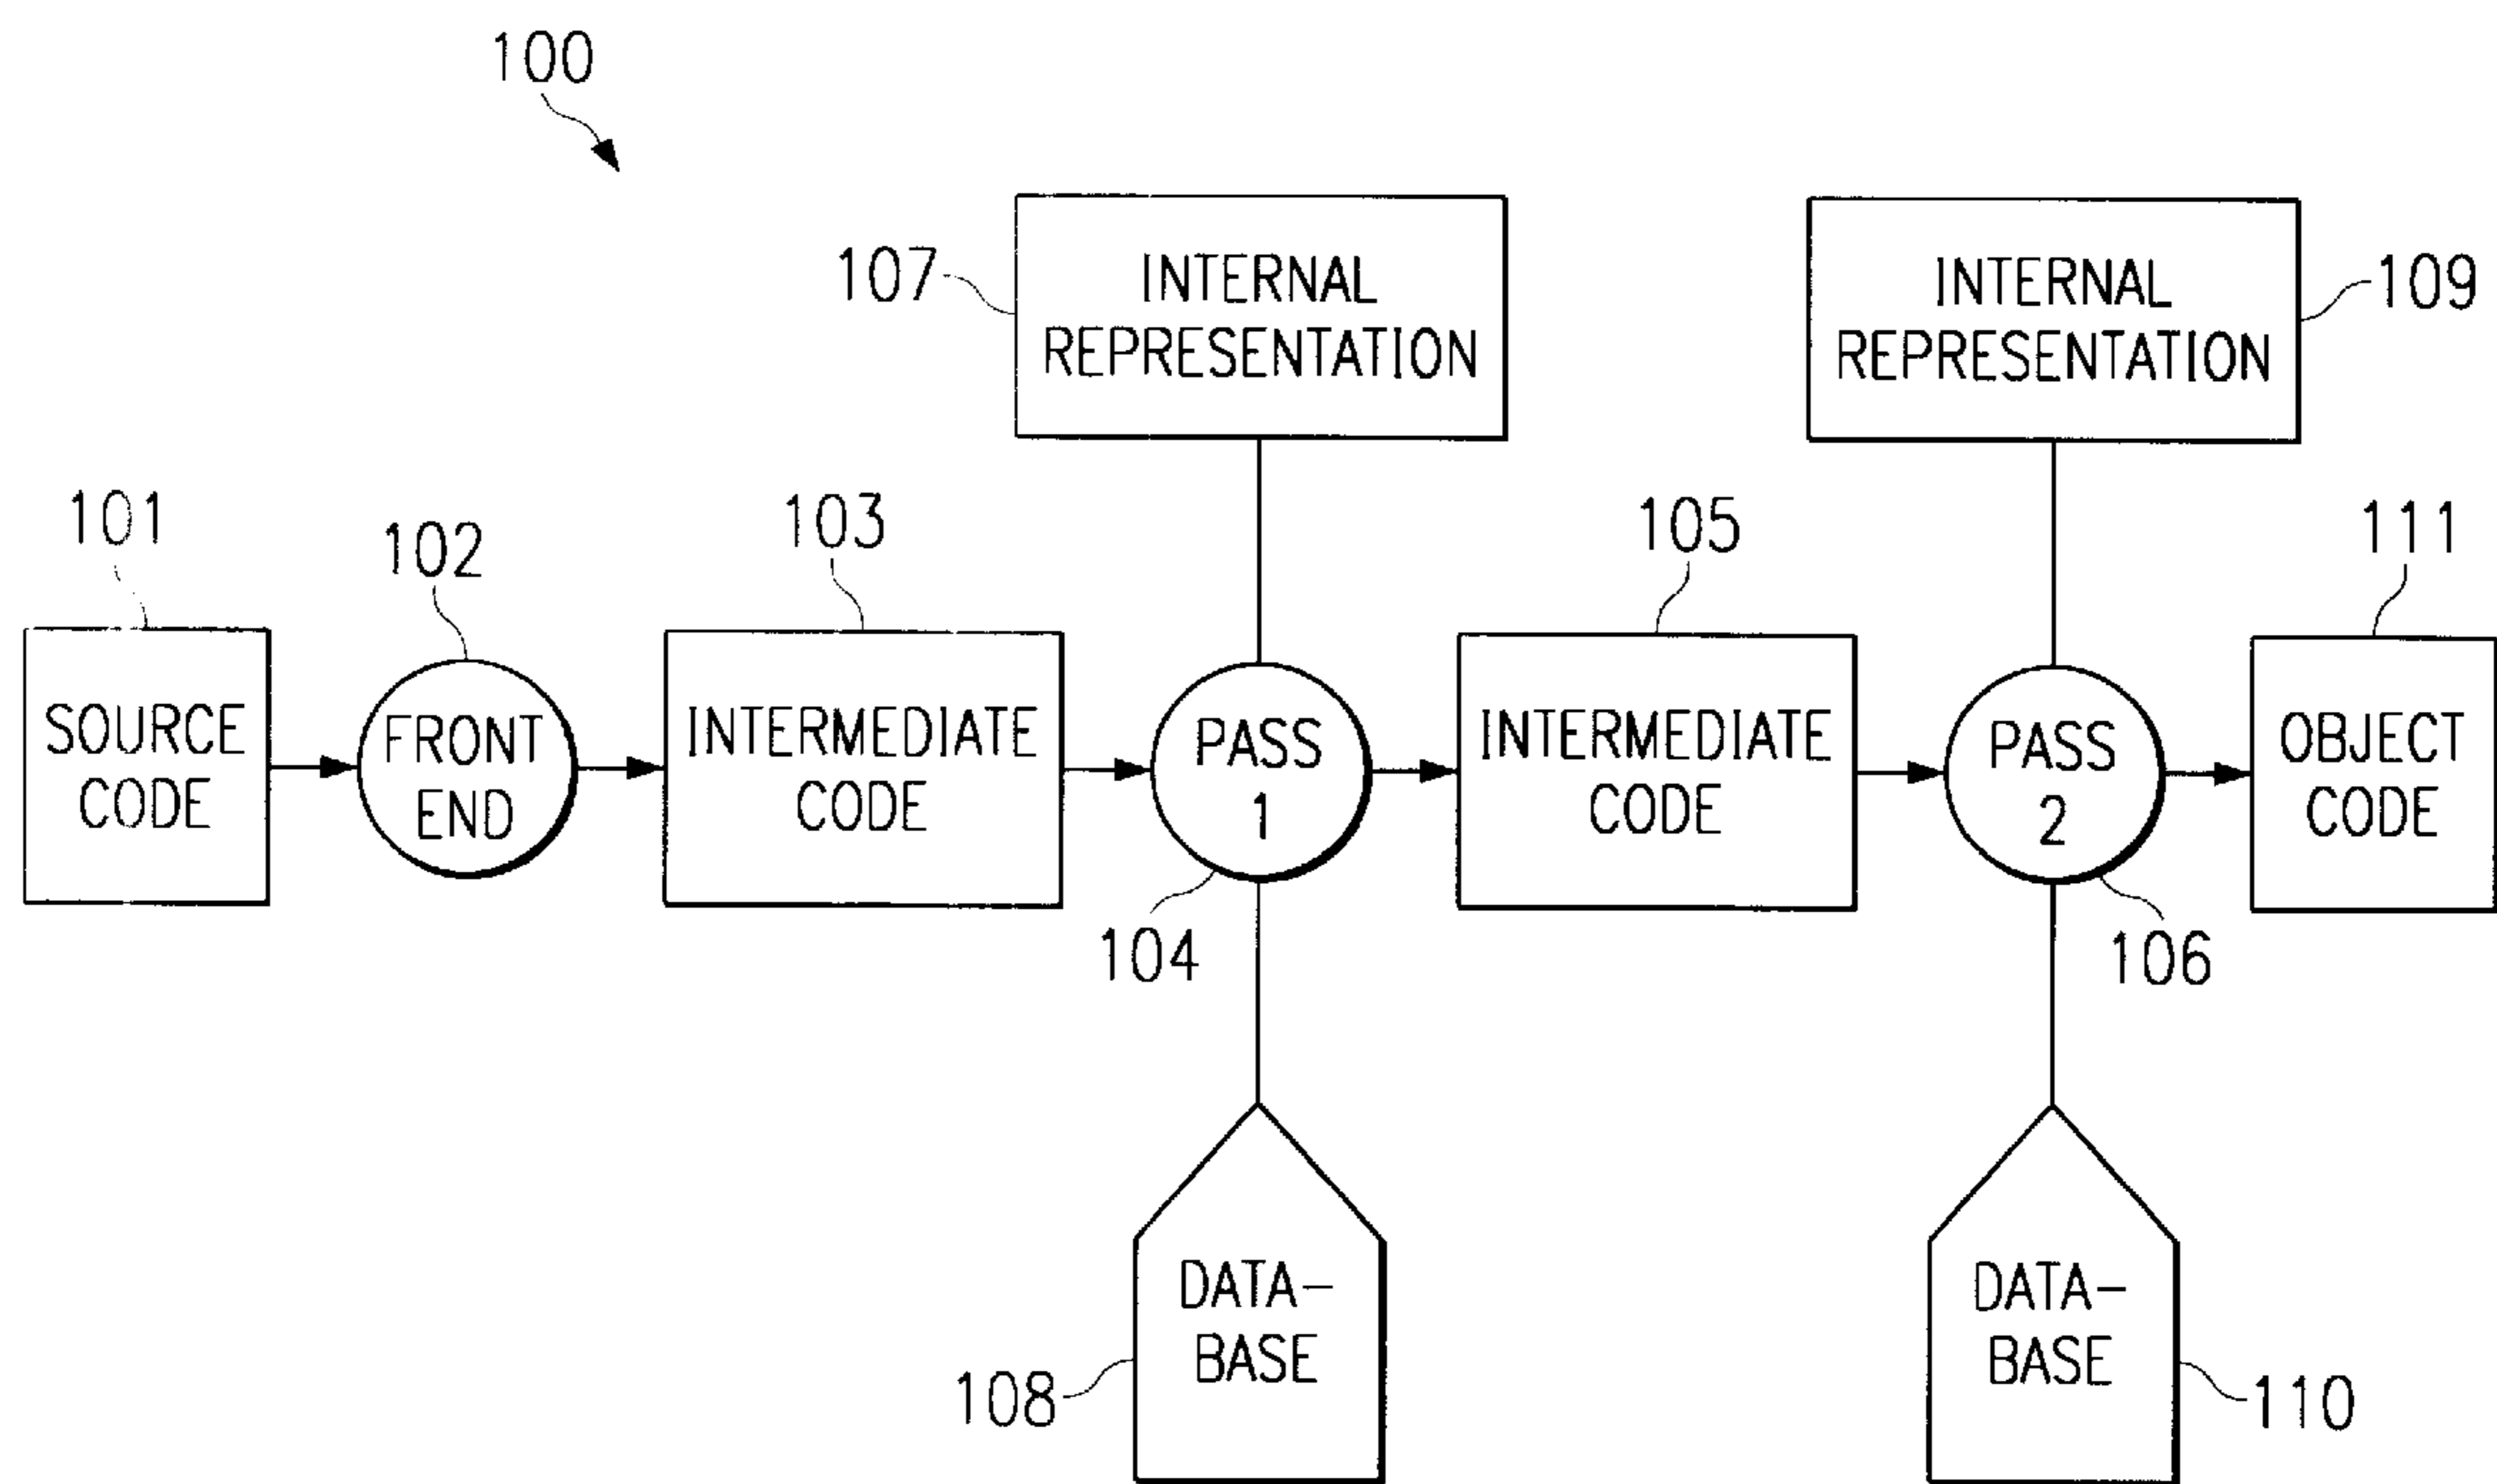 100
107
INTERNAL
REPRESENTATION
INTERNAL
REPRESENTATION
109
101
102
103
105
111
SOURCE
CODE
FRONT
END
INTERMEDIATE
CODE
PASS
1
INTERMEDIATE
CODE
PASS
2
OBJECT
CODE
104
106
DATA-
BASE
108
DATA-
BASE
110